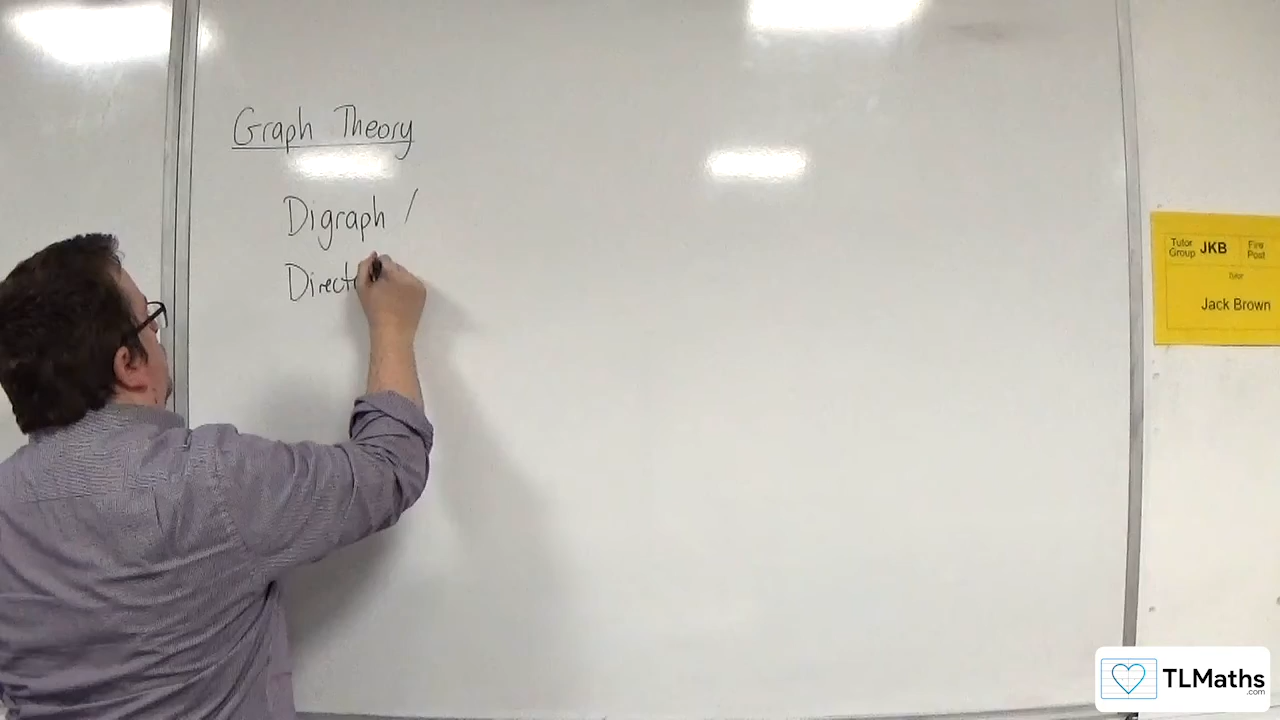 Graph Theory
Digraph /
Direct
Tutor Group JKB Fire Post
Tutor
Jack Brown
TLMaths
.com